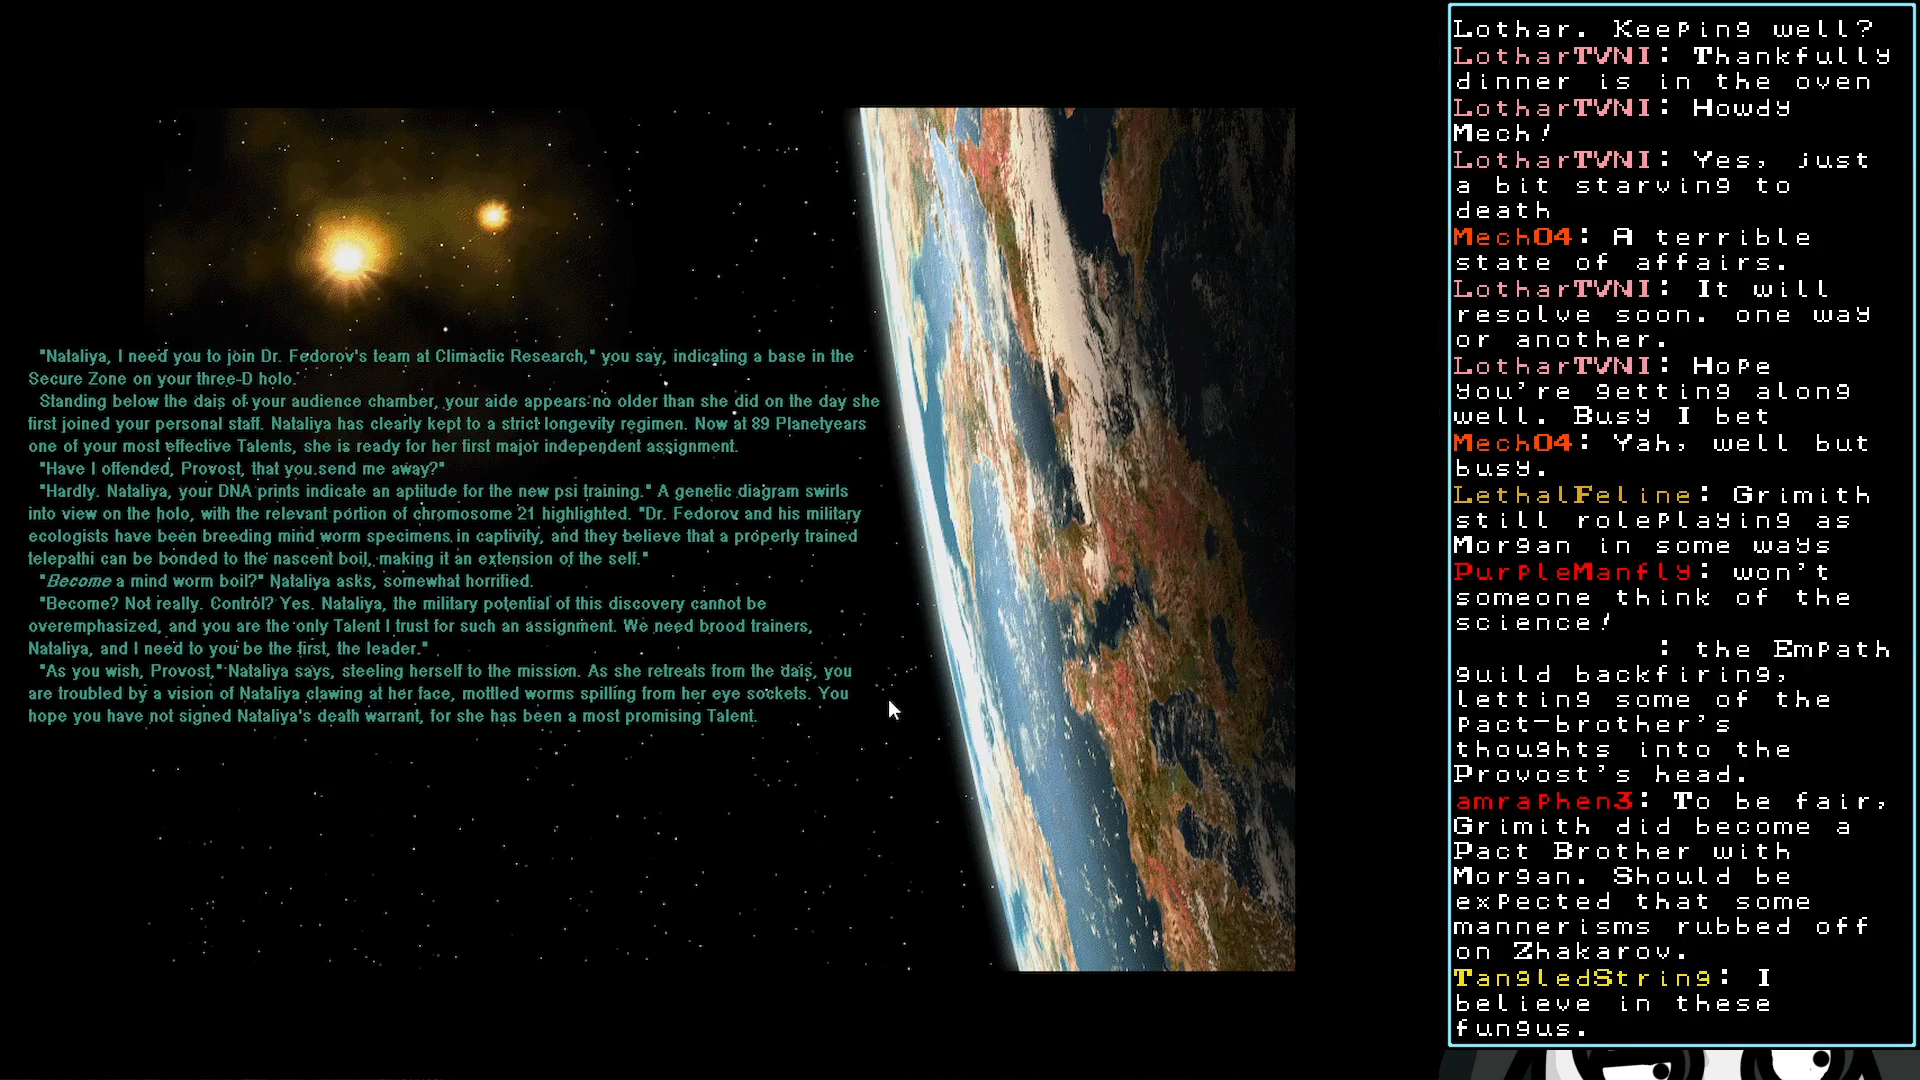 "Nataliya, I need you to join Dr. Fedorov's team at Climactic Research," you say, indicating a base in the
Secure Zone on your three-D holo.
Standing below the dais of your audience chamber, your aide appears no older than she did on the day she
first joined your personal staff. Nataliya has clearly kept to a strict longevity regimen. Now at 89 Planetyears
one of your most effective Talents, she is ready for her first major independent assignment.
"Have I offended, Provost, that you send me away?"
"Hardly. Nataliya, your DNA prints indicate an aptitude for the new psi training." A genetic diagram swirls
into view on the holo, with the relevant portion of chromosome 21 highlighted. "Dr. Fedorov and his military
ecologists have been breeding mind worm specimens in captivity, and they believe that a properly trained
telepathi can be bonded to the nascent boil, making it an extension of the self."
"Become a mind worm boil?" Nataliya asks, somewhat horrified.
"Become? Not really. Control? Yes. Nataliya, the military potential of this discovery cannot be
overemphasized, and you are the only Talent I trust for such an assignment. We need brood trainers,
Nataliya, and I need to you be the first, the leader."
"As you wish, Provost," Nataliya says, steeling herself to the mission. As she retreats from the dais, you
are troubled by a vision of Nataliya clawing at her face, mottled worms spilling from her eye sockets. You
hope you have not signed Nataliya's death warrant, for she has been a most promising Talent.
Lothar. Keeping well?
LotharTVNI: Thankfully
dinner is in the oven
LotharTVNI: Howdy
Mech!
LotharTVNI: Yes, just
a bit starving to
death
Mech04: A terrible
state of affairs.
LotharTVNI: It will
resolve soon. one way
or another.
LotharTVNI: Hope
you're getting along
well. Busy I bet
Mech04: Yah, well but
busy.
LethalFeline: Grimith
still roleplaying as
Morgan in some ways
PurpleManfly: won't
someone think of the
science!
: the Empath
guild backfiring,
letting some of the
Pact-brother's
thoughts into the
Provost's head.
amraphen3: To be fair,
Grimith did become a
Pact Brother with
Morgan. Should be
expected that some
mannerisms rubbed off
on Zhakarov.
TangledString: I
believe in these
fungus.